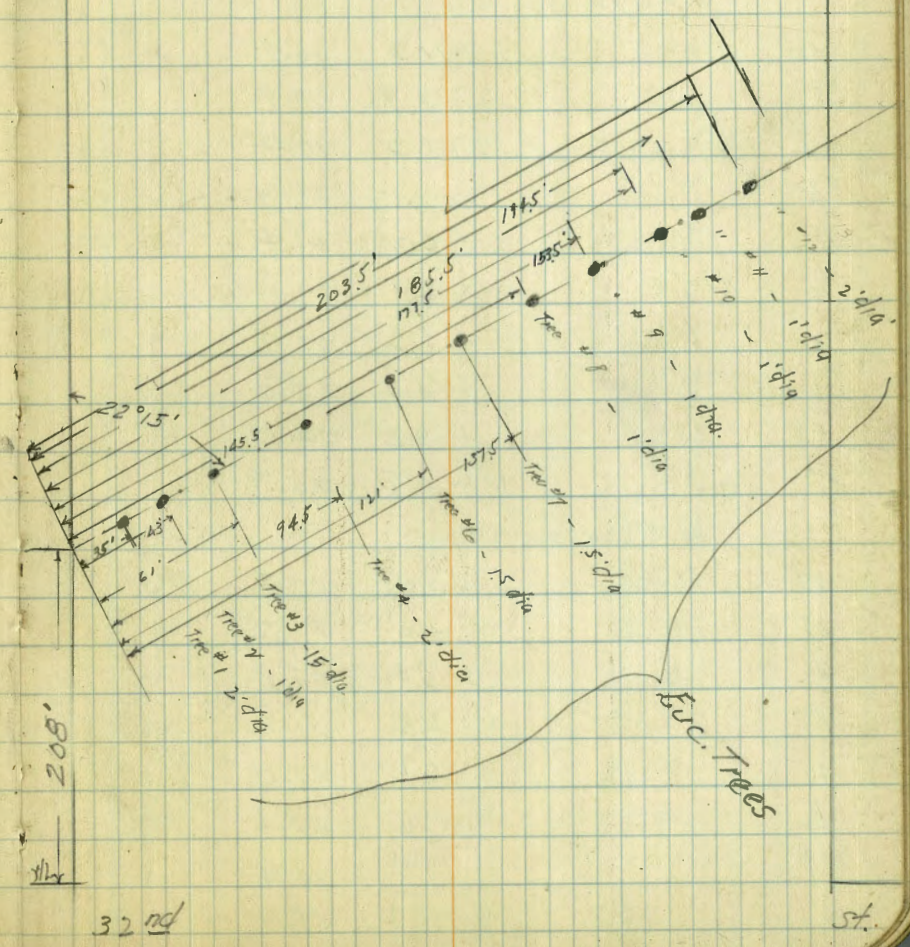 194.5'
153.5'
203.5'
185.5'
177.5
22°15'
145.5
137.5
121'
94.5
35'
43'
61'
Tree #1 2' dia
Tree #2 - 1' dia
Tree #3 - 1.5' dia.
Tree #4 - 2' dia
Tree #6 - 1.5 dia
Tree #7 - 1.5' dia
Tree #8 - 1' dia
" #9 - 1' dia.
" #10 - 1' dia
" #11 - 1' dia
" #12 - 2' dia
Euc. Trees
208'
32nd St.